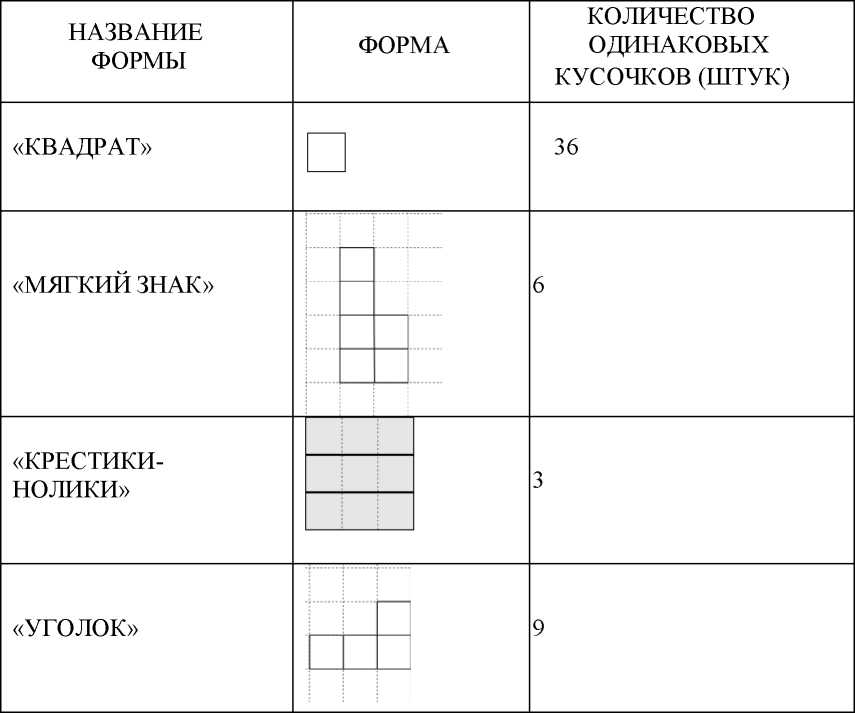 НАЗВАНИЕ
ФОРМЫ
ФОРМА
КОЛИЧЕСТВО
ОДИНАКОВЫХ
КУСОЧКОВ (ШТУК)
«КВАДРАТ»
36
«МЯГКИЙ ЗНАК»
6
«КРЕСТИКИ-
НОЛИКИ»
3
«УГОЛОК»
9